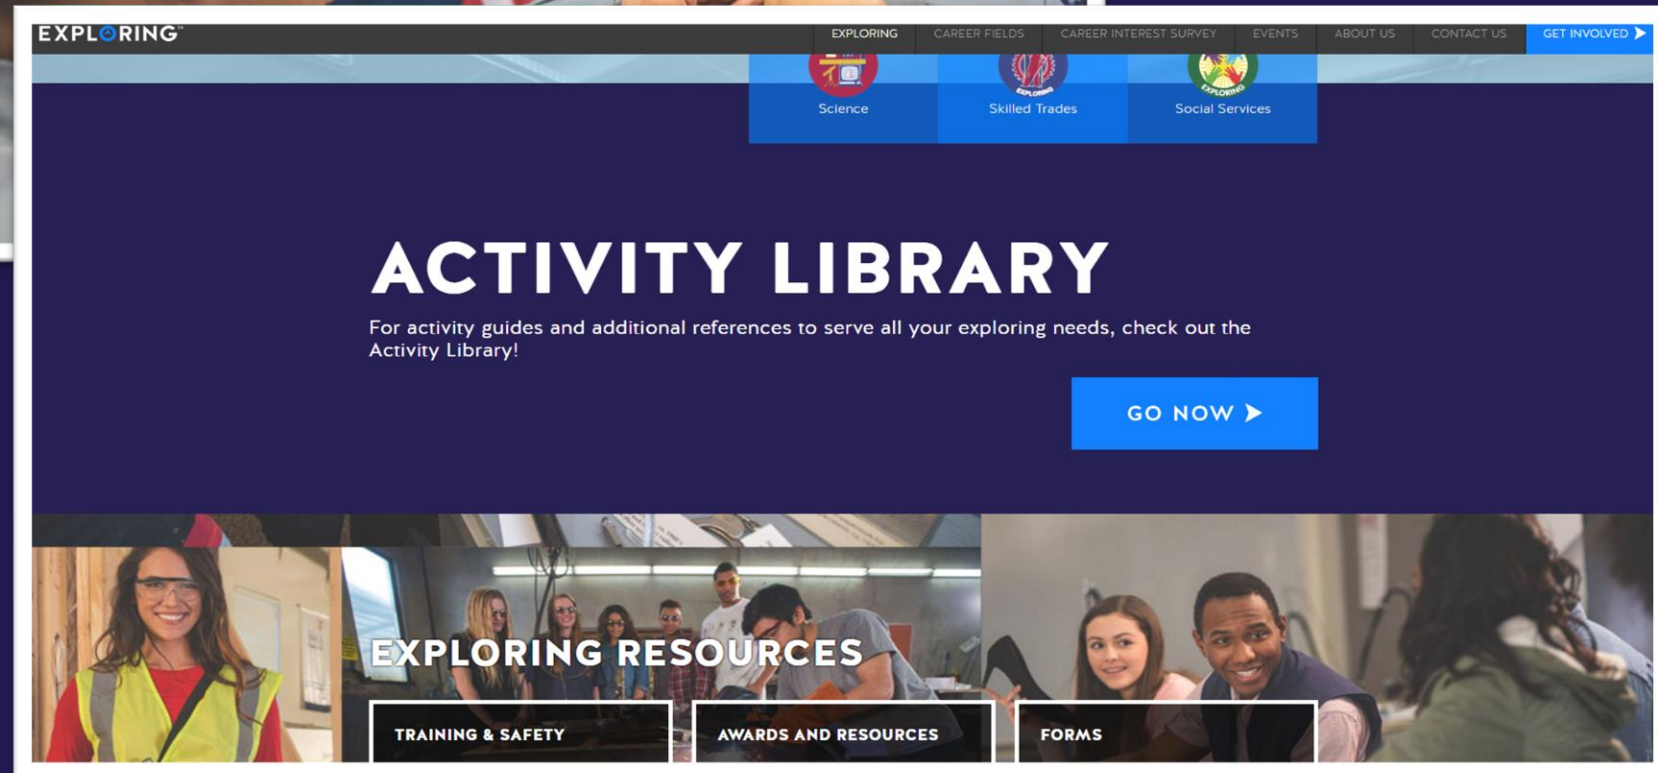 EXPLORING™
EXPLORING CAREER FIELDS CAREER INTEREST SURVEY EVENTS ABOUT US CONTACT US GET INVOLVED
EXPLORING EXPLORING
Science Skilled Trades Social Services
ACTIVITY LIBRARY
For activity guides and additional references to serve all your exploring needs, check out the
Activity Library!
GO NOW
EXPLORING RESOURCES
TRAINING & SAFETY AWARDS AND RESOURCES FORMS